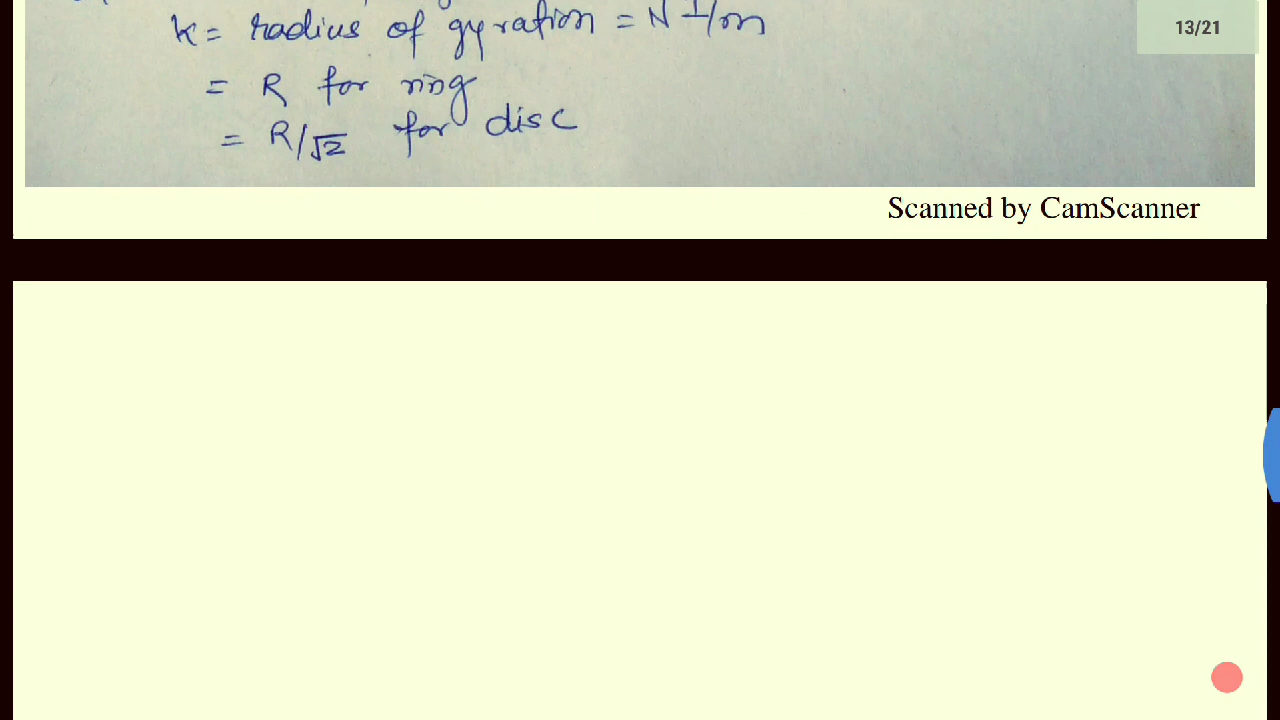 k = radius of gyration = √I/m
13/21
= R for ring
= R/√2 for disc
Scanned by CamScanner